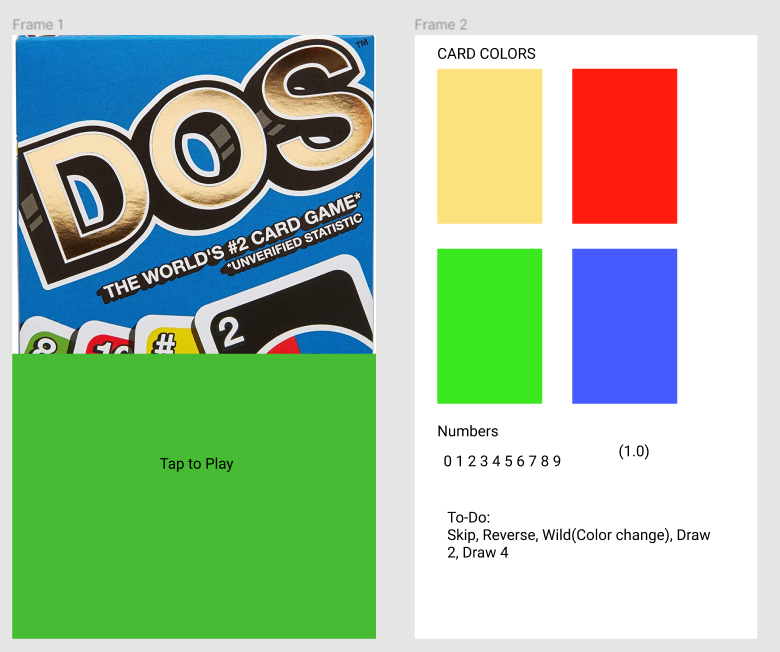 Frame 1
DOS
TM
THE WORLD'S #2 CARD GAME*
*UNVERIFIED STATISTIC
8
10
#
2
Tap to Play
Frame 2
CARD COLORS
Numbers
(1.0)
0 1 2 3 4 5 6 7 8 9
To-Do:
Skip, Reverse, Wild(Color change), Draw
2, Draw 4